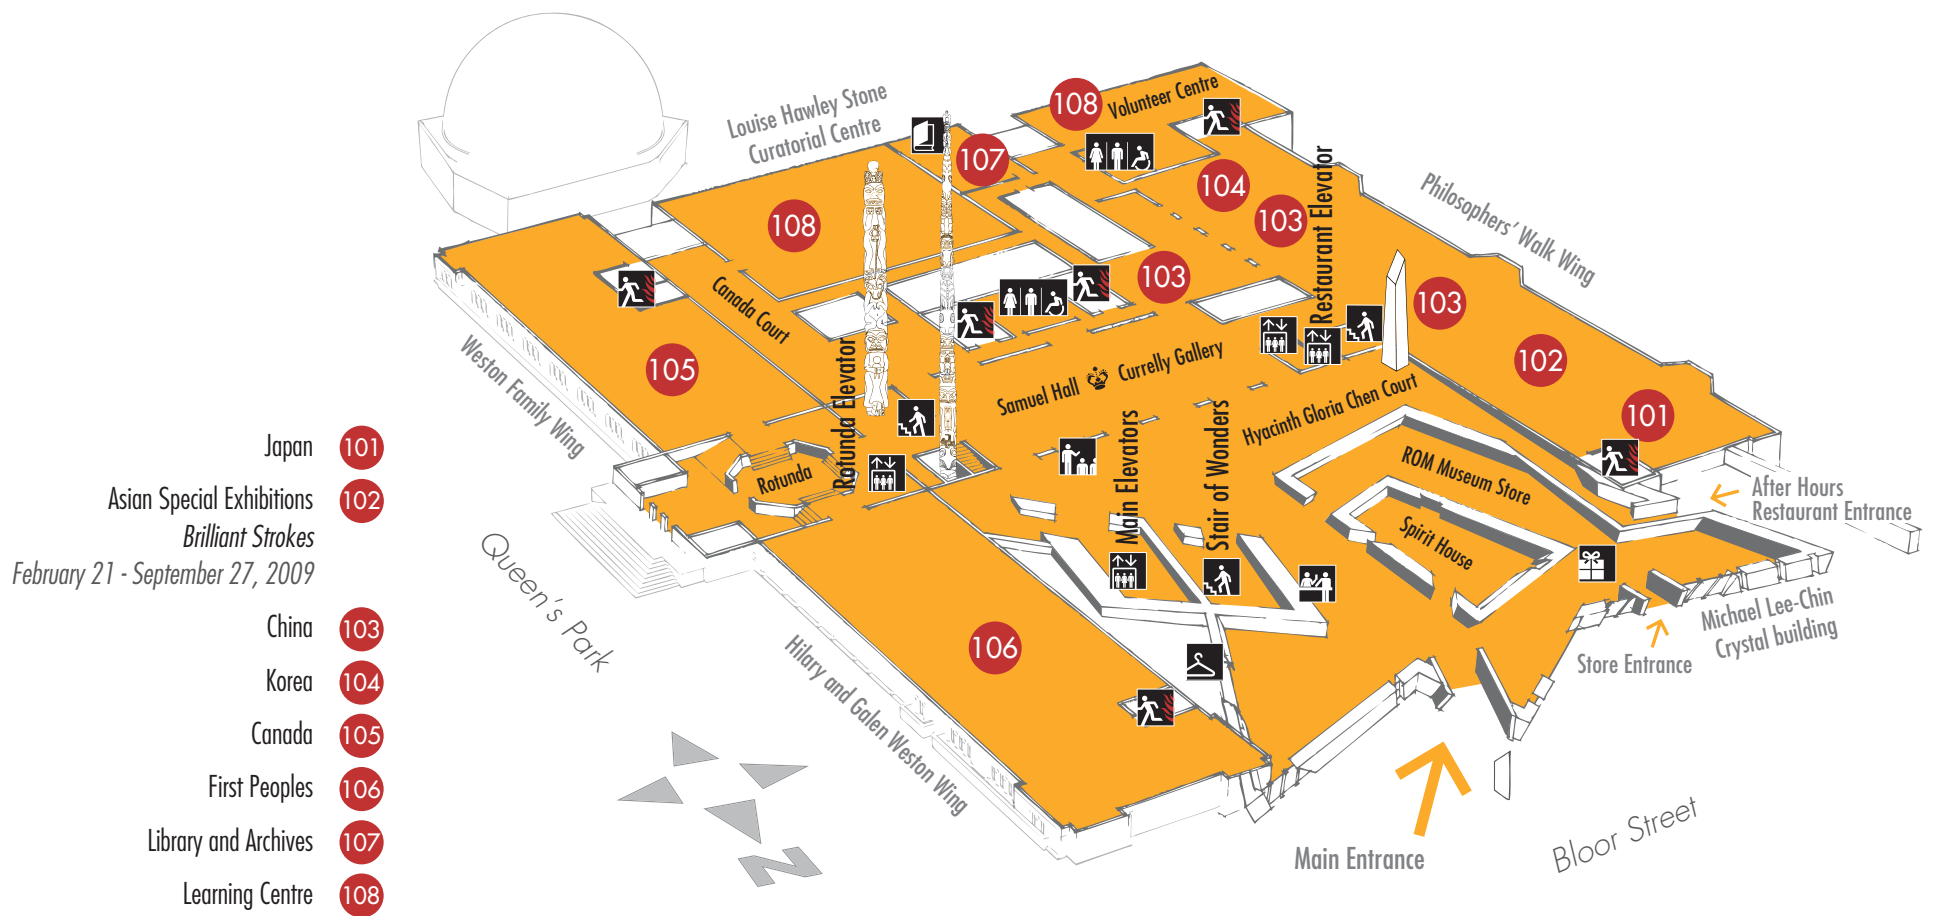 Louise Hawley Stone
Curatorial Centre
108
Volunteer Centre
107
104
103
Restaurant Elevator
Philosophers' Walk Wing
108
Canada Court
103
103
102
101
105
Weston Family Wing
Rotunda Elevator
Samuel Hall
Currelly Gallery
Hyacinth Gloria Chen Court
Rotunda
Main Elevators
Stair of Wonders
ROM Museum Store
Spirit House
After Hours
Restaurant Entrance
Queen's Park
106
Hilary and Galen Weston Wing
Michael Lee-Chin
Crystal building
Store Entrance
Main Entrance
Bloor Street
N
Japan 101
Asian Special Exhibitions 102
Brilliant Strokes
February 21 - September 27, 2009
China 103
Korea 104
Canada 105
First Peoples 106
Library and Archives 107
Learning Centre 108